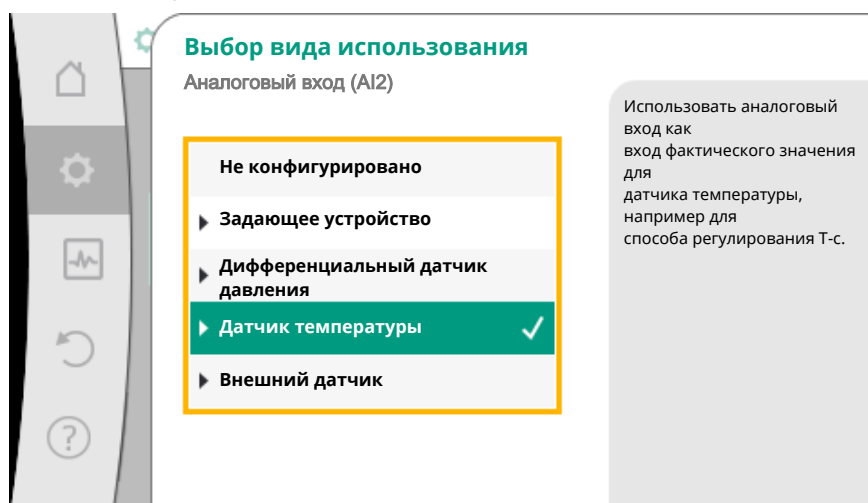 Выбор вида использования
Аналоговый вход (AI2)
Не конфигурировано
Задающее устройство
Дифференциальный датчик
давления
Датчик температуры
Внешний датчик
Использовать аналоговый
вход как
вход фактического значения
для
датчика температуры,
например для
способа регулирования T-c.
?